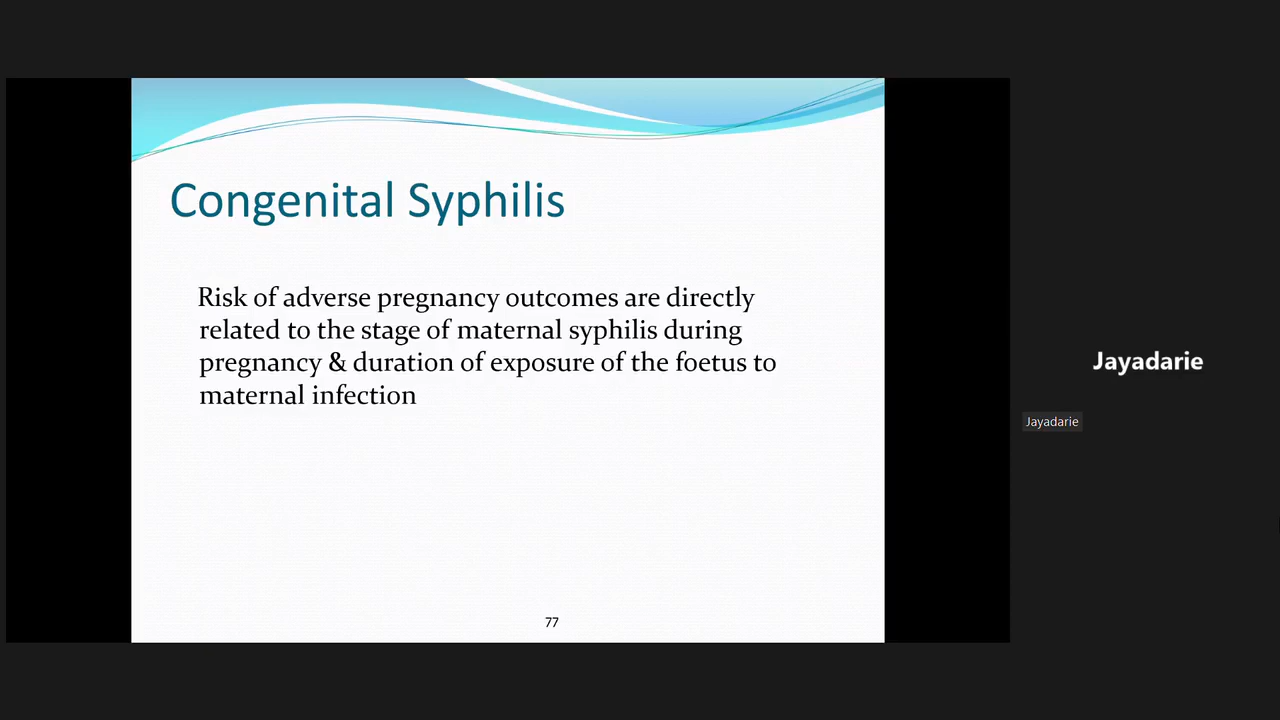 Congenital Syphilis
Risk of adverse pregnancy outcomes are directly
related to the stage of maternal syphilis during
pregnancy & duration of exposure of the foetus to
maternal infection
77
Jayadarie
Jayadarie